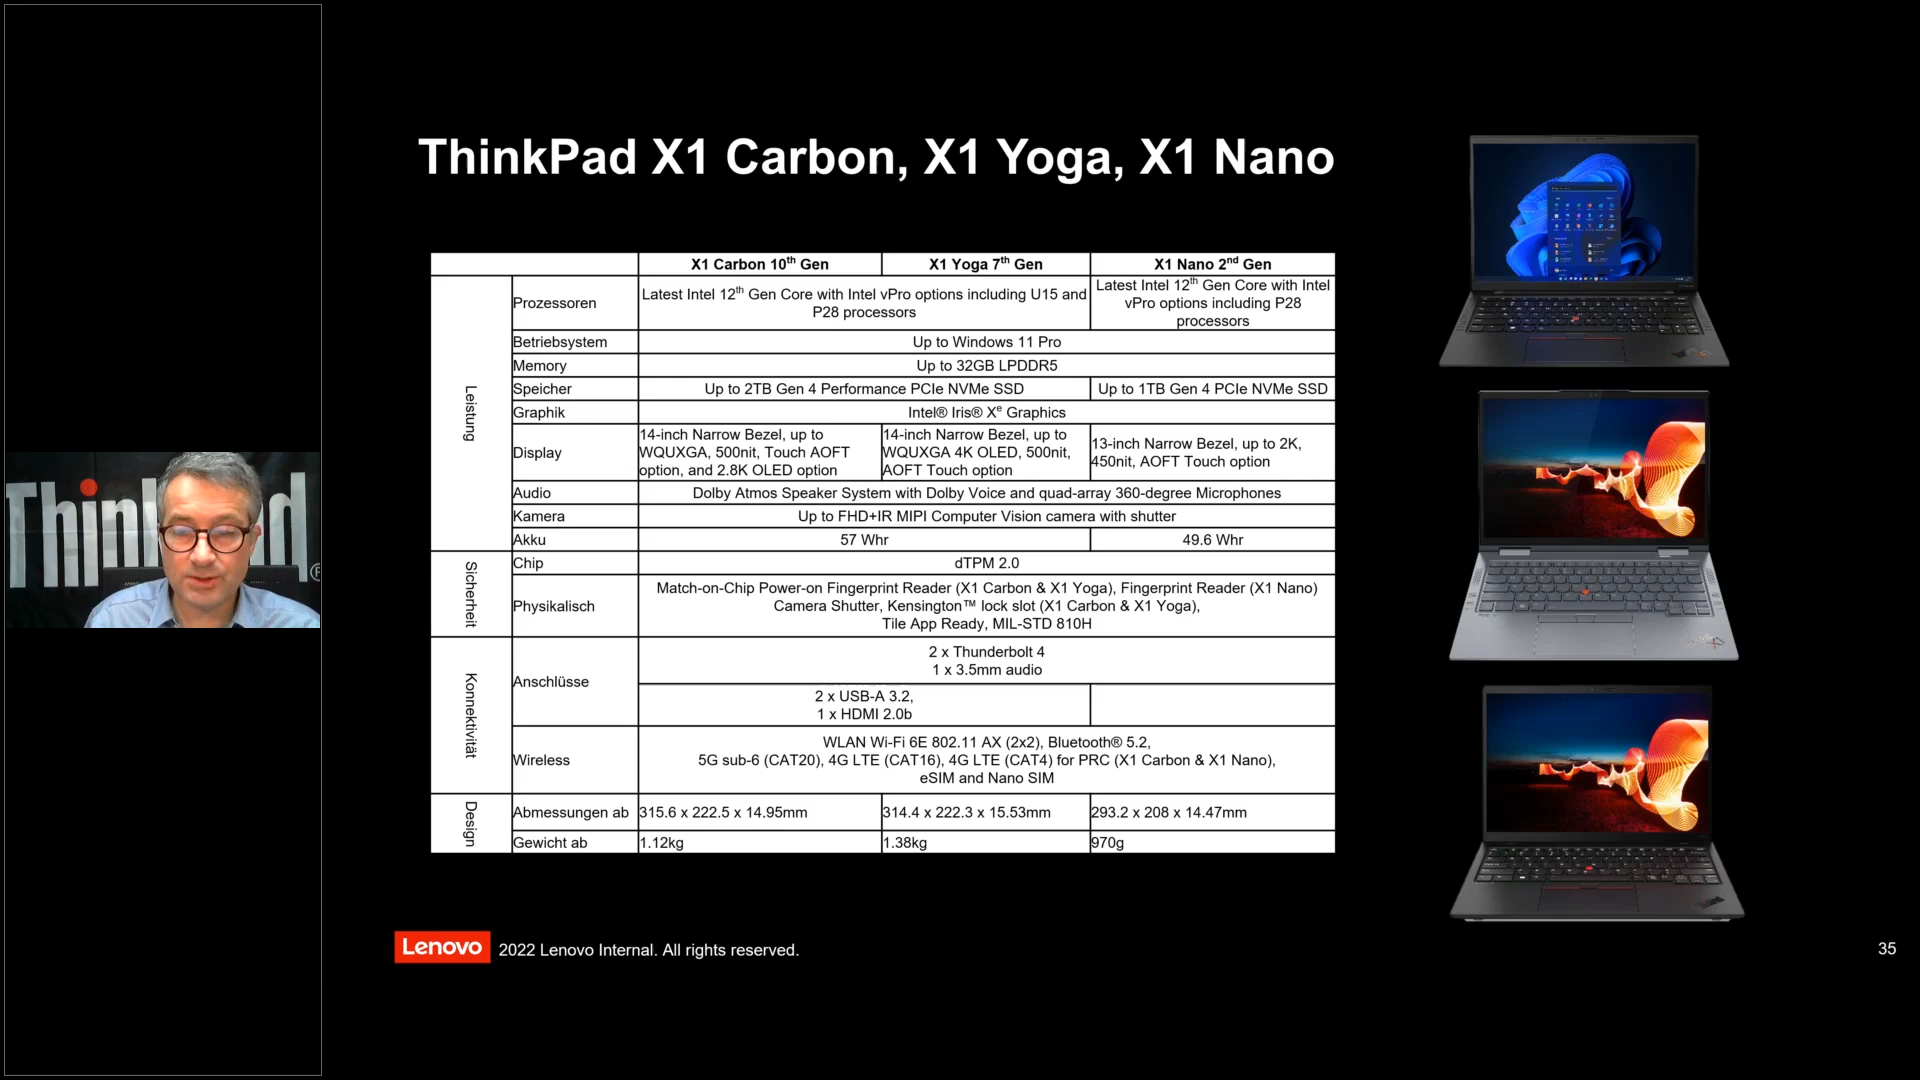 ThinkPad X1 Carbon, X1 Yoga, X1 Nano
X1 Carbon 10th Gen
X1 Yoga 7th Gen
X1 Nano 2nd Gen
Leistung
Prozessoren
Latest Intel 12th Gen Core with Intel vPro options including U15 and
P28 processors
Latest Intel 12th Gen Core with Intel
vPro options including P28
processors
Betriebsystem
Up to Windows 11 Pro
Memory
Up to 32GB LPDDR5
Speicher
Up to 2TB Gen 4 Performance PCIe NVMe SSD
Up to 1TB Gen 4 PCIe NVMe SSD
Graphik
Intel® Iris® Xe Graphics
Display
14-inch Narrow Bezel, up to
WQUXGA, 500nit, Touch AOFT
option, and 2.8K OLED option
14-inch Narrow Bezel, up to
WQUXGA 4K OLED, 500nit,
AOFT Touch option
13-inch Narrow Bezel, up to 2K,
450nit, AOFT Touch option
Audio
Dolby Atmos Speaker System with Dolby Voice and quad-array 360-degree Microphones
Kamera
Up to FHD+IR MIPI Computer Vision camera with shutter
Akku
57 Whr
49.6 Whr
Sicherheit
Chip
dTPM 2.0
Physikalisch
Match-on-Chip Power-on Fingerprint Reader (X1 Carbon & X1 Yoga), Fingerprint Reader (X1 Nano)
Camera Shutter, Kensington™ lock slot (X1 Carbon & X1 Yoga),
Tile App Ready, MIL-STD 810H
Konnektivität
Anschlüsse
2 x Thunderbolt 4
1 x 3.5mm audio
2 x USB-A 3.2,
1 x HDMI 2.0b
Wireless
WLAN Wi-Fi 6E 802.11 AX (2x2), Bluetooth® 5.2,
5G sub-6 (CAT20), 4G LTE (CAT16), 4G LTE (CAT4) for PRC (X1 Carbon & X1 Nano),
eSIM and Nano SIM
Design
Abmessungen ab
315.6 x 222.5 x 14.95mm
314.4 x 222.3 x 15.53mm
293.2 x 208 x 14.47mm
Gewicht ab
1.12kg
1.38kg
970g
Lenovo
2022 Lenovo Internal. All rights reserved.
35